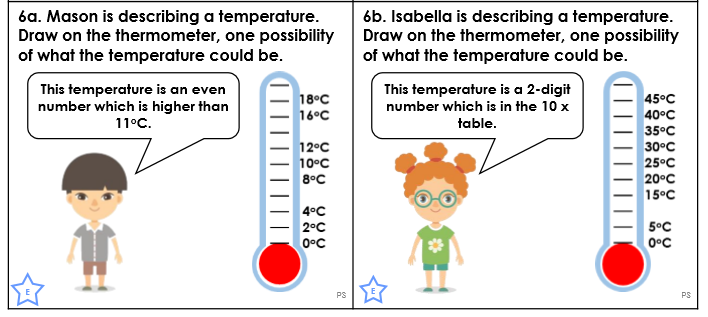 6a. Mason is describing a temperature.
Draw on the thermometer, one possibility
of what the temperature could be.
This temperature is an even
number which is higher than
11°C.
18°C
16°C
12°C
10°C
8°C
4°C
2°C
0°C
E
PS
6b. Isabella is describing a temperature.
Draw on the thermometer, one possibility
of what the temperature could be.
This temperature is a 2-digit
number which is in the 10 x
table.
45°C
40°C
35°C
30°C
25°C
20°C
15°C
5°C
0°C
E
PS